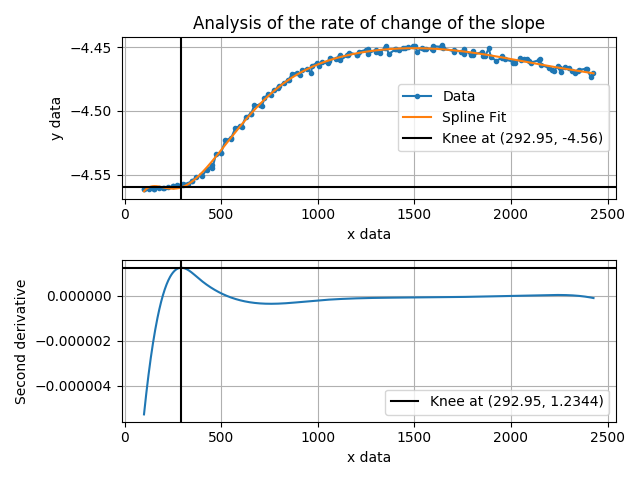 Analysis of the rate of change of the slope
−4.45
−4.50
−4.55
y data
Data
Spline Fit
Knee at (292.95, -4.56)
0 500 1000 1500 2000 2500
x data
0.000000
−0.000002
−0.000004
Second derivative
Knee at (292.95, 1.2344)
0 500 1000 1500 2000 2500
x data